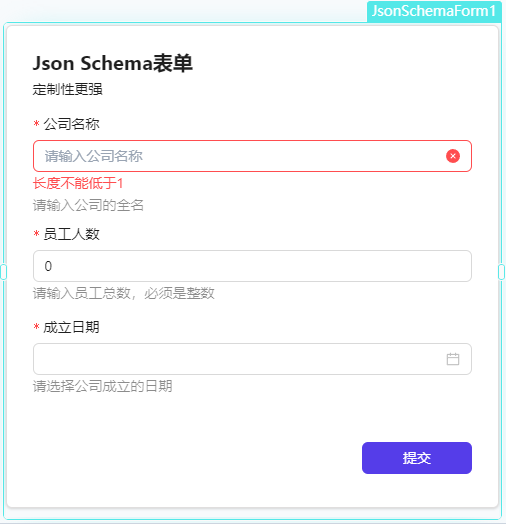 JsonSchemaForm1
Json Schema表单
定制性更强
* 公司名称
请输入公司名称
长度不能低于1
请输入公司的全名
* 员工人数
0
请输入员工总数，必须是整数
* 成立日期
请选择公司成立的日期
提交